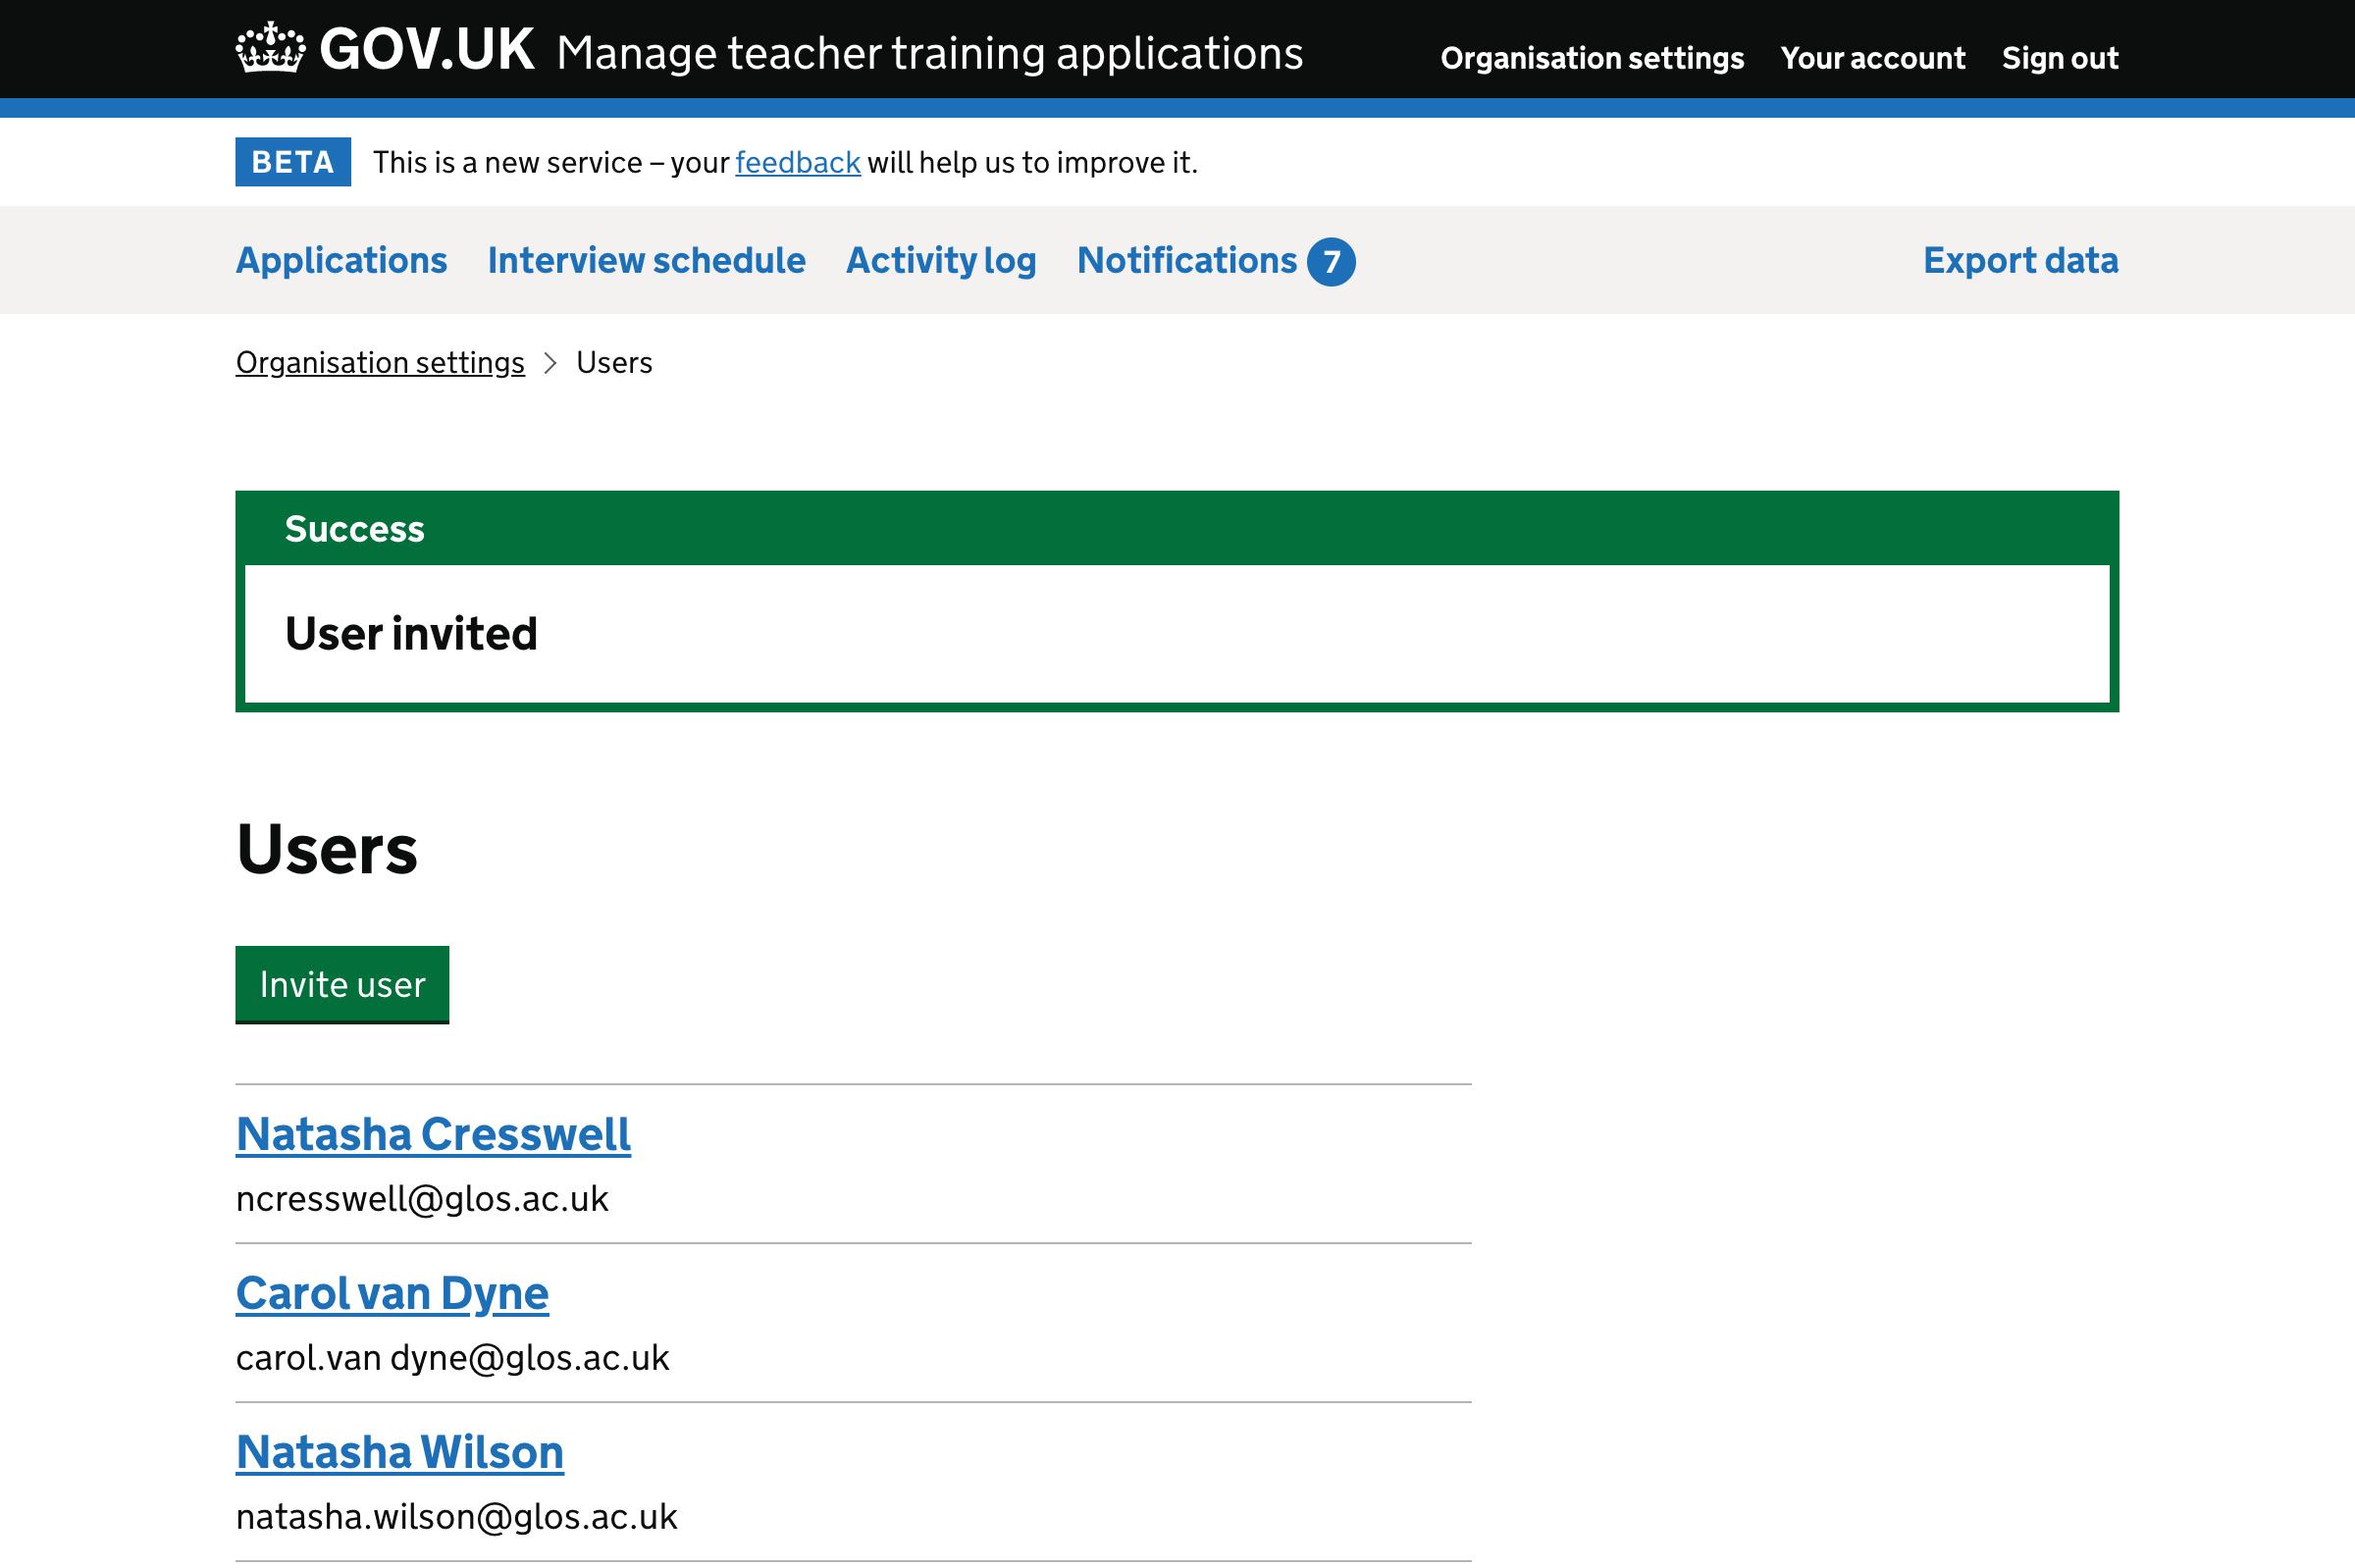 GOV.UK Manage teacher training applications Organisation settings Your account Sign out
BETA This is a new service – your feedback will help us to improve it.
Applications Interview schedule Activity log Notifications 7 Export data
Organisation settings > Users
Success
User invited
Users
Invite user
Natasha Cresswell
ncresswell@glos.ac.uk
Carol van Dyne
carol.van dyne@glos.ac.uk
Natasha Wilson
natasha.wilson@glos.ac.uk